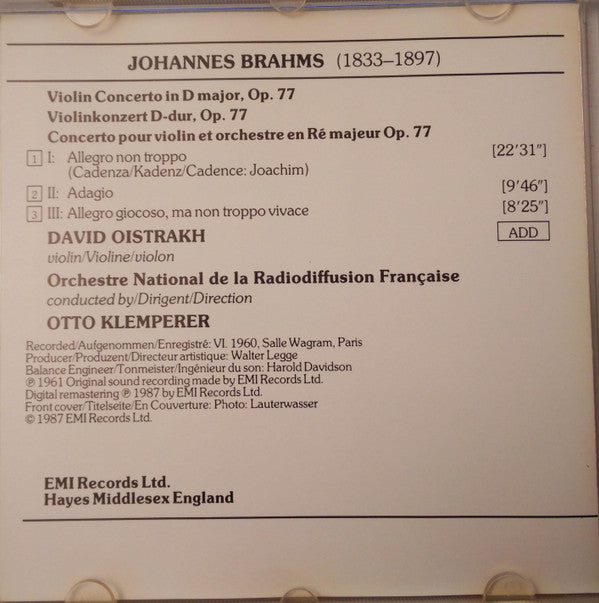 JOHANNES BRAHMS (1833–1897)
Violin Concerto in D major, Op. 77
Violinkonzert D-dur, Op. 77
Concerto pour violin et orchestre en Ré majeur Op. 77
1 I: Allegro non troppo [22'31"]
(Cadenza/Kadenz/Cadence: Joachim)
2 II: Adagio [9'46"]
3 III: Allegro giocoso, ma non troppo vivace [8'25"]
DAVID OISTRAKH ADD
violin/Violine/violon
Orchestre National de la Radiodiffusion Française
conducted by/Dirigent/Direction
OTTO KLEMPERER
Recorded/Aufgenommen/Enregistré: VI. 1960, Salle Wagram, Paris
Producer/Produzent/Directeur artistique: Walter Legge
Balance Engineer/Tonmeister/Ingénieur du son: Harold Davidson
℗ 1961 Original sound recording made by EMI Records Ltd.
Digital remastering ℗ 1987 by EMI Records Ltd.
Front cover/Titelseite/En Couverture: Photo: Lauterwasser
© 1987 EMI Records Ltd.
EMI Records Ltd.
Hayes Middlesex England